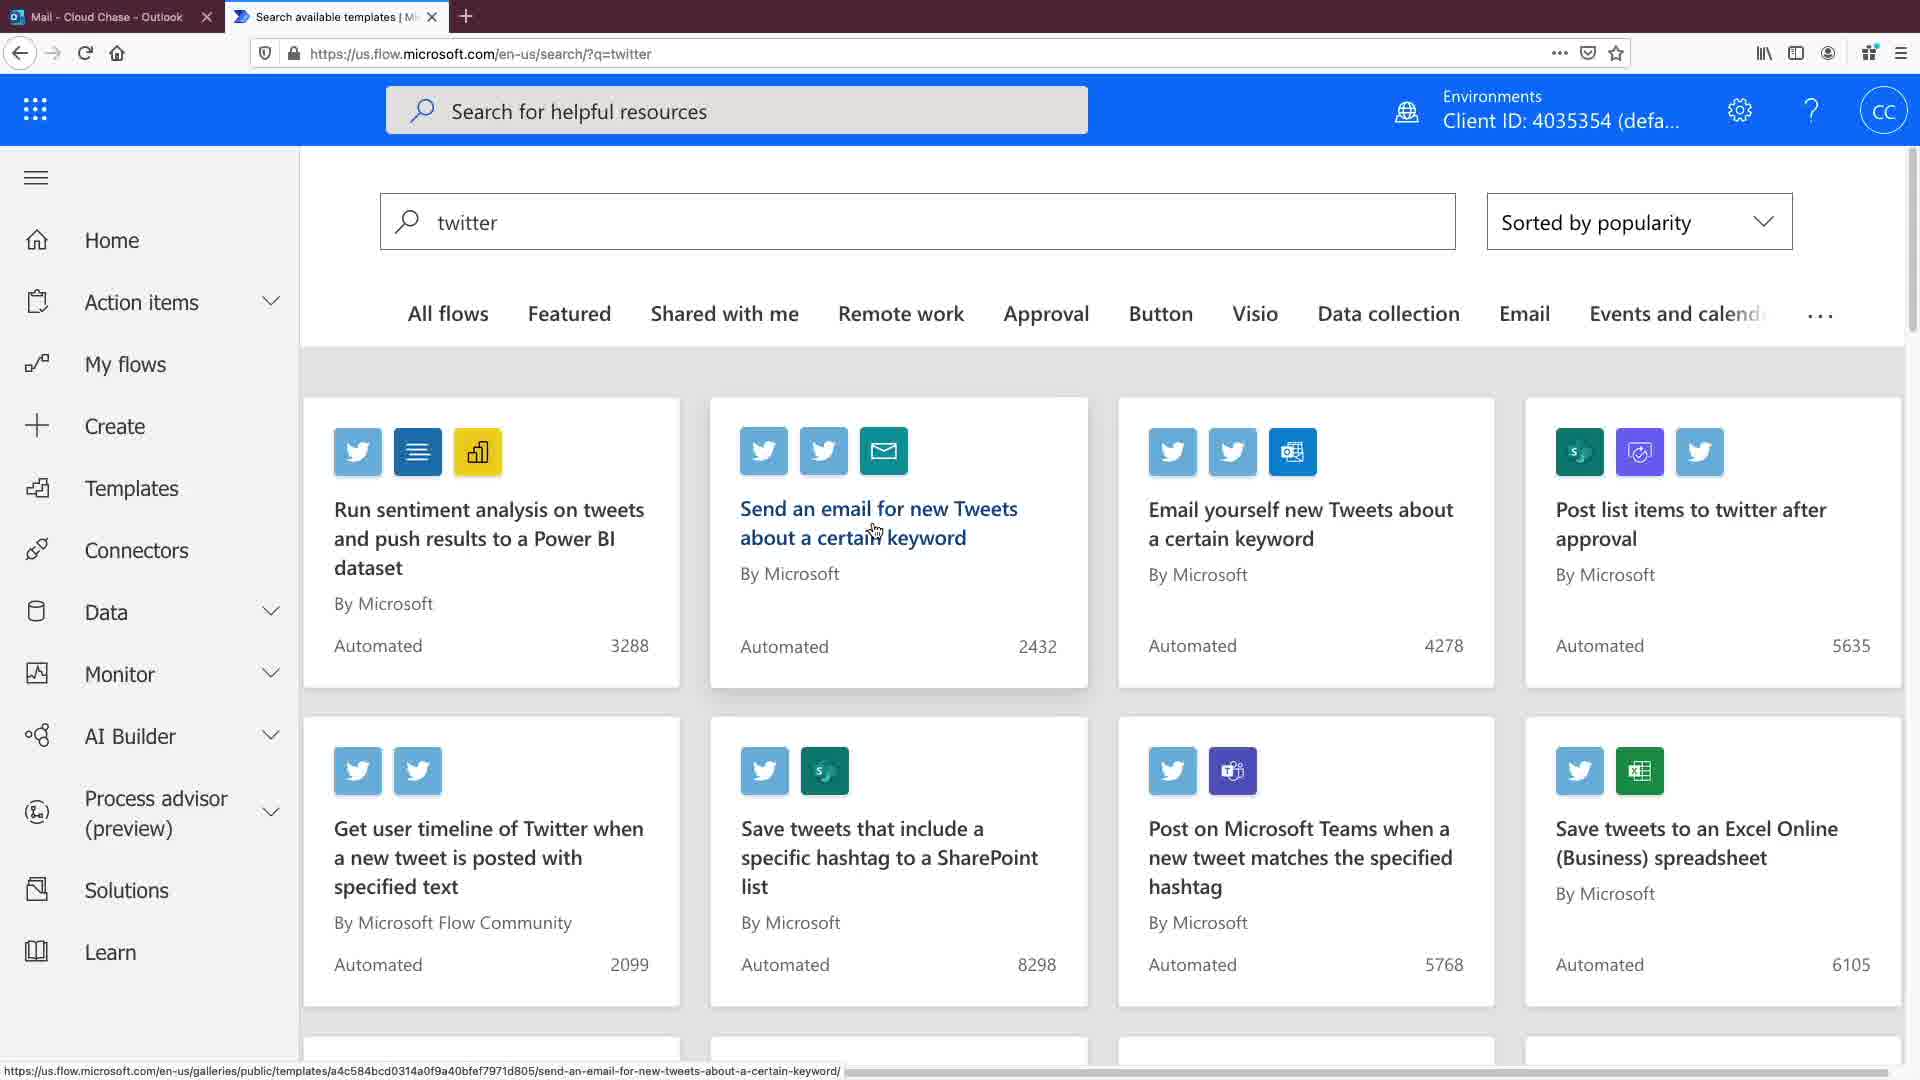 Mail - Cloud Chase - Outlook
Search available templates | Mi
https://us.flow.microsoft.com/en-us/search/?q=twitter
Search for helpful resources
Environments
Client ID: 4035354 (defa...
CC
Home
Action items
My flows
Create
Templates
Connectors
Data
Monitor
AI Builder
Process advisor
(preview)
Solutions
Learn
twitter
Sorted by popularity
All flows Featured Shared with me Remote work Approval Button Visio Data collection Email Events and calend ...
Run sentiment analysis on tweets
and push results to a Power BI
dataset
By Microsoft
Automated 3288
Send an email for new Tweets
about a certain keyword
By Microsoft
Automated 2432
Email yourself new Tweets about
a certain keyword
By Microsoft
Automated 4278
Post list items to twitter after
approval
By Microsoft
Automated 5635
Get user timeline of Twitter when
a new tweet is posted with
specified text
By Microsoft Flow Community
Automated 2099
Save tweets that include a
specific hashtag to a SharePoint
list
By Microsoft
Automated 8298
Post on Microsoft Teams when a
new tweet matches the specified
hashtag
By Microsoft
Automated 5768
Save tweets to an Excel Online
(Business) spreadsheet
By Microsoft
Automated 6105
https://us.flow.microsoft.com/en-us/galleries/public/templates/a4c584bcd0314a0f9a40bfef7971d805/send-an-email-for-new-tweets-about-a-certain-keyword/